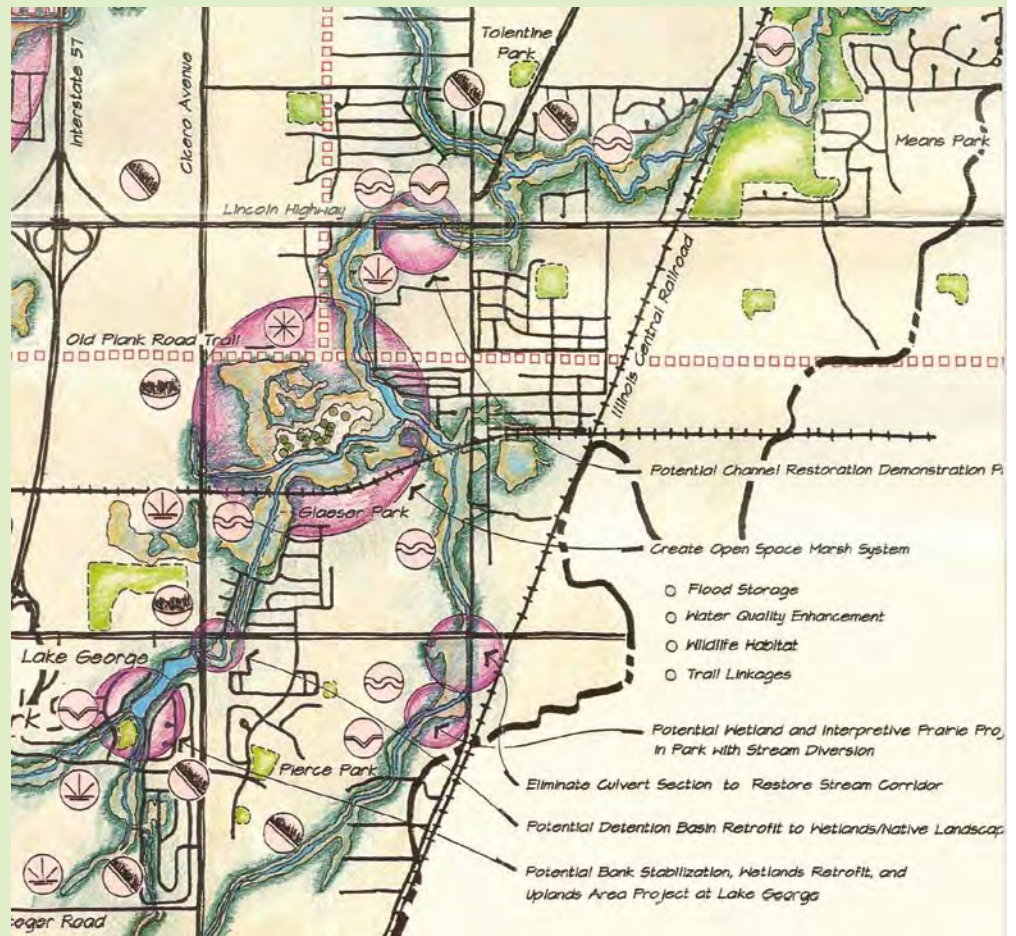 Interstate 57
Cicero Avenue
Tolentine
Park
Means Park
Lincoln Highway
Old Plank Road Trail
Illinois Central Railroad
Glaeser Park
Lake George
Pierce Park
Road
Potential Channel Restoration Demonstration
Create Open Space Marsh System
Flood Storage
Water Quality Enhancement
Wildlife Habitat
Trail Linkages
Potential Wetland and Interpretive Prairie
in Park with Stream Diversion
Eliminate Culvert Section to Restore Stream Corridor
Potential Detention Basin Retrofit to Wetlands/Native
Potential Bank Stabilization, Wetlands Retrofit, and
Uplands Area Project at Lake George